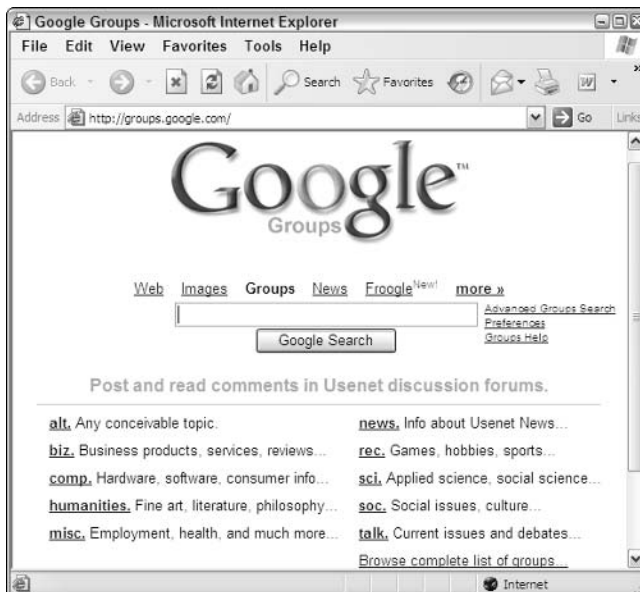 Google Groups - Microsoft Internet Explorer
File Edit View Favorites Tools Help
Back Search Favorites W »
Address http://groups.google.com/ Go Links
Google™
Groups
Web Images Groups News Froogle New! more »
Advanced Groups Search
Preferences
Groups Help
Google Search
Post and read comments in Usenet discussion forums.
alt. Any conceivable topic.
biz. Business products, services, reviews...
comp. Hardware, software, consumer info...
humanities. Fine art, literature, philosophy...
misc. Employment, health, and much more...
news. Info about Usenet News...
rec. Games, hobbies, sports...
sci. Applied science, social science...
soc. Social issues, culture...
talk. Current issues and debates...
Browse complete list of groups...
Internet